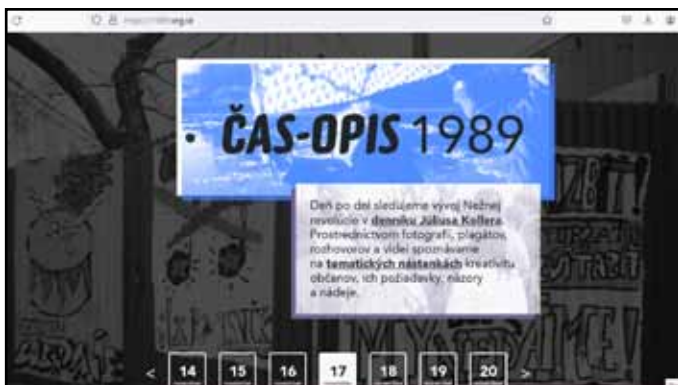 • ČAS-OPIS 1989
Deň po dni sledujeme vývoj Nežnej
revolúcie v denníku Júliusa Kollera.
Prostredníctvom fotografií, plagátov,
rozhovorov a videí spoznávame
na tematických nástenkách kreativitu
občanov, ich požiadavky, názory
a nádeje.
< 14 15 16 17 18 19 20 >